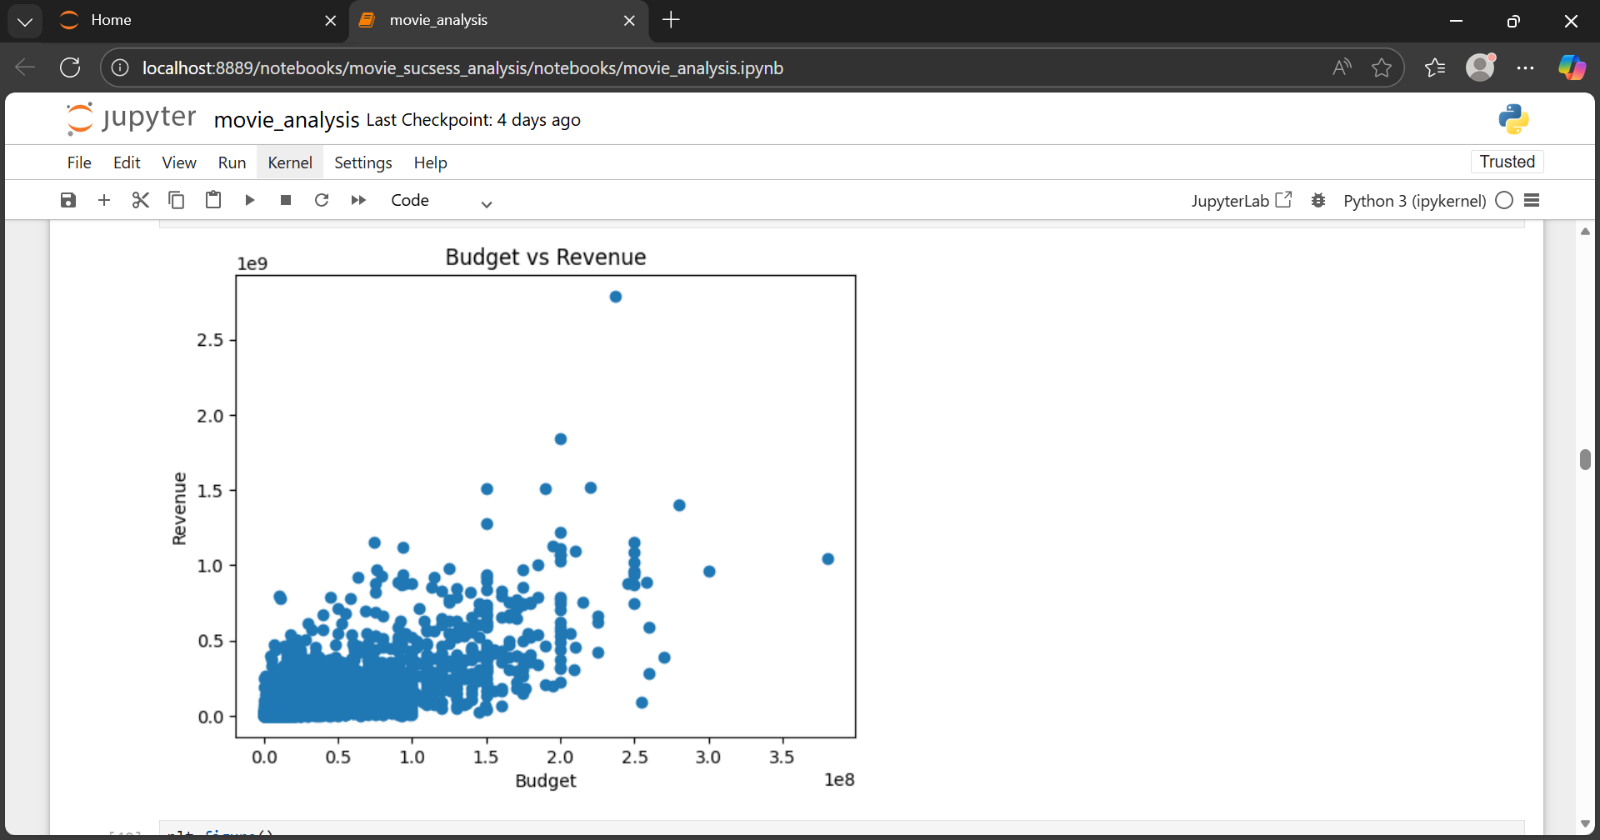 Home
movie_analysis
localhost:8889/notebooks/movie_sucsess_analysis/notebooks/movie_analysis.ipynb
jupyter movie_analysis Last Checkpoint: 4 days ago
File Edit View Run Kernel Settings Help Trusted
Code JupyterLab Python 3 (ipykernel)
Budget vs Revenue
1e9
2.5
2.0
1.5
1.0
0.5
0.0
Revenue
0.0 0.5 1.0 1.5 2.0 2.5 3.0 3.5
Budget
1e8
plt.figure()